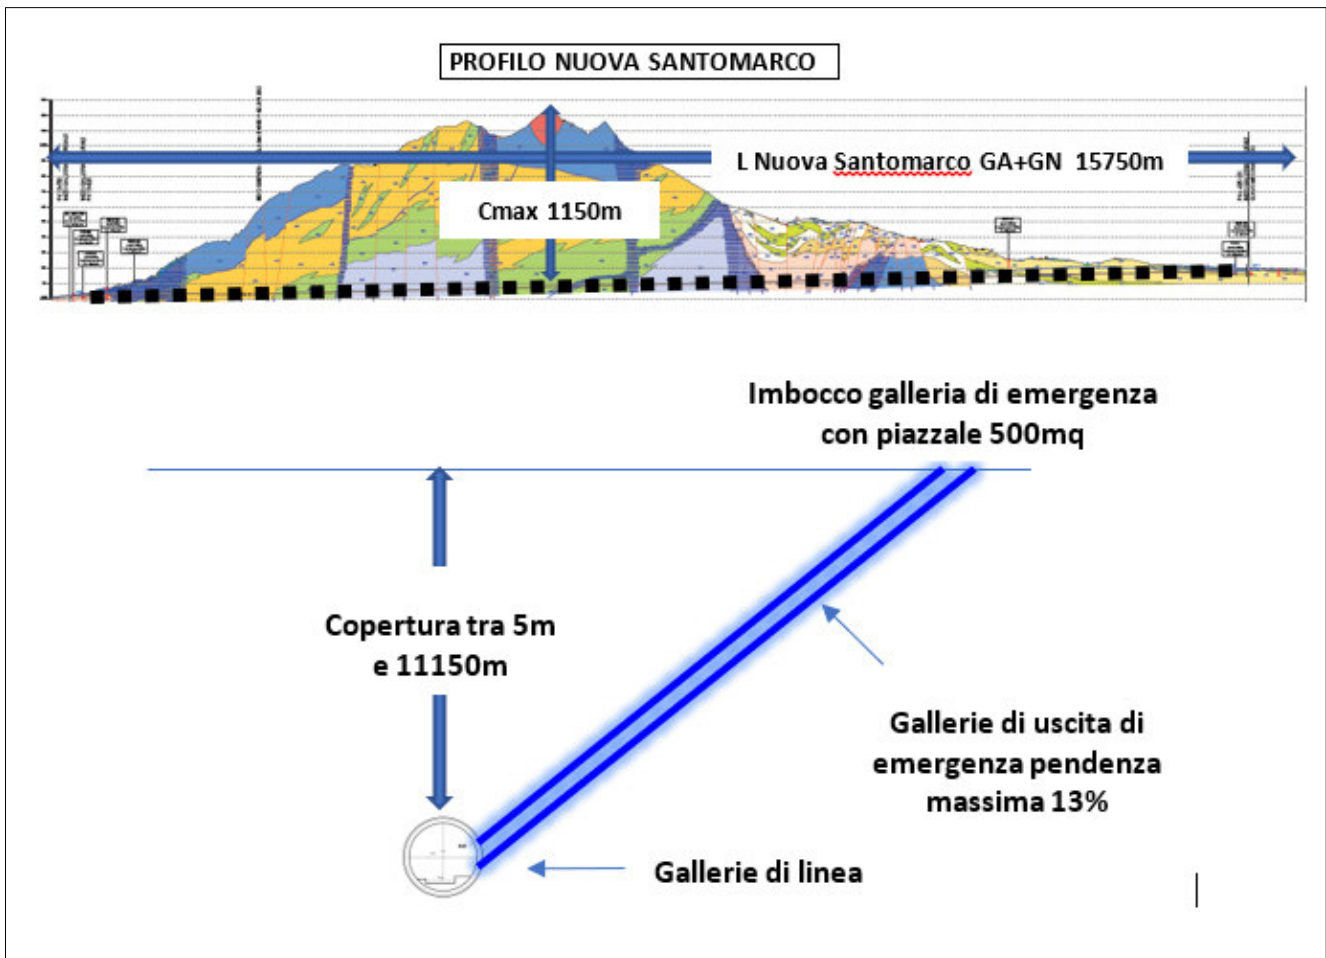 PROFILO NUOVA SANTOMARCO
L Nuova Santomarco GA+GN 15750m
Cmax 1150m
Imbocco galleria di emergenza
con piazzale 500mq
Copertura tra 5m
e 11150m
Gallerie di uscita di
emergenza pendenza
massima 13%
Gallerie di linea